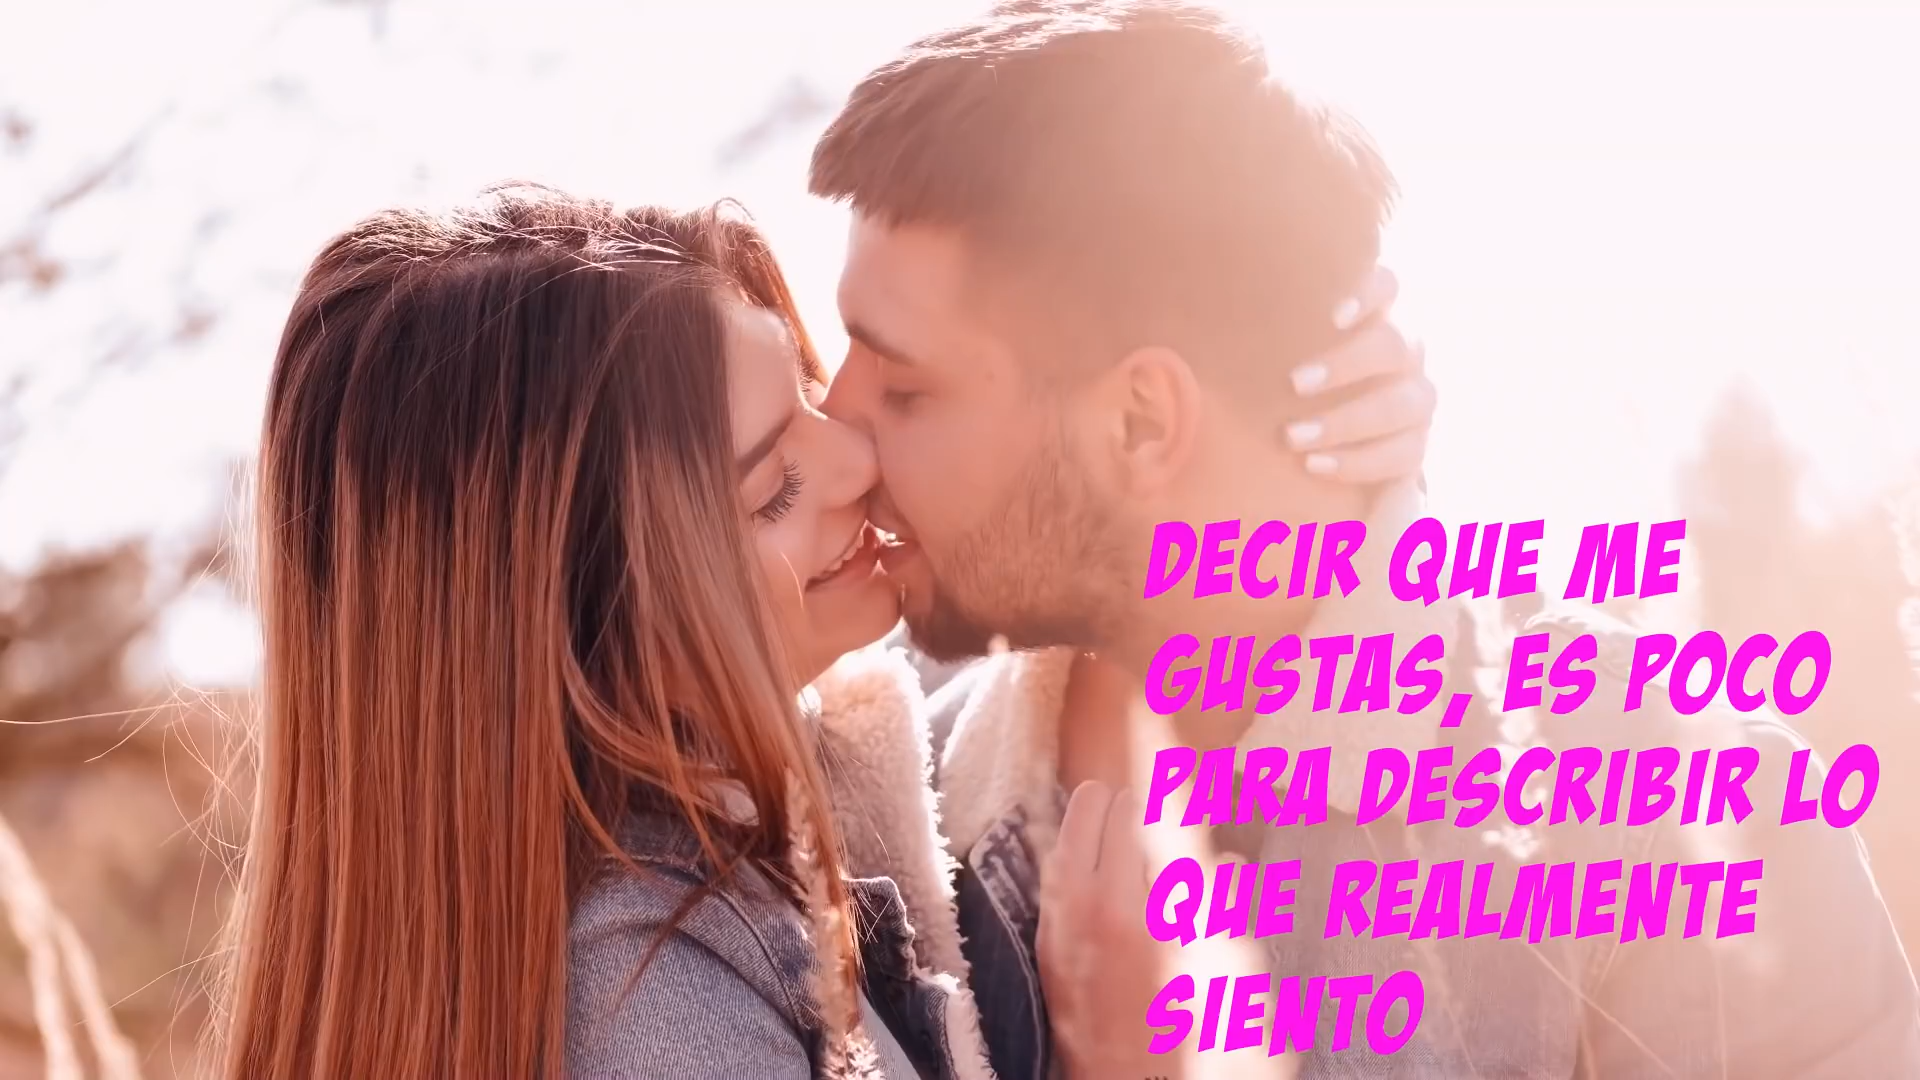 DECIR QUE ME
GUSTAS, ES POCO
PARA DESCRIBIR LO
QUE REALMENTE
SIENTO